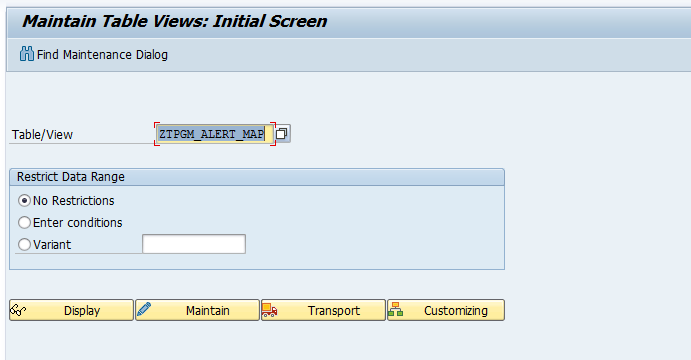 Maintain Table Views: Initial Screen
Find Maintenance Dialog
Table/View ZTPGM_ALERT_MAP
Restrict Data Range
No Restrictions
Enter conditions
Variant
Display Maintain Transport Customizing